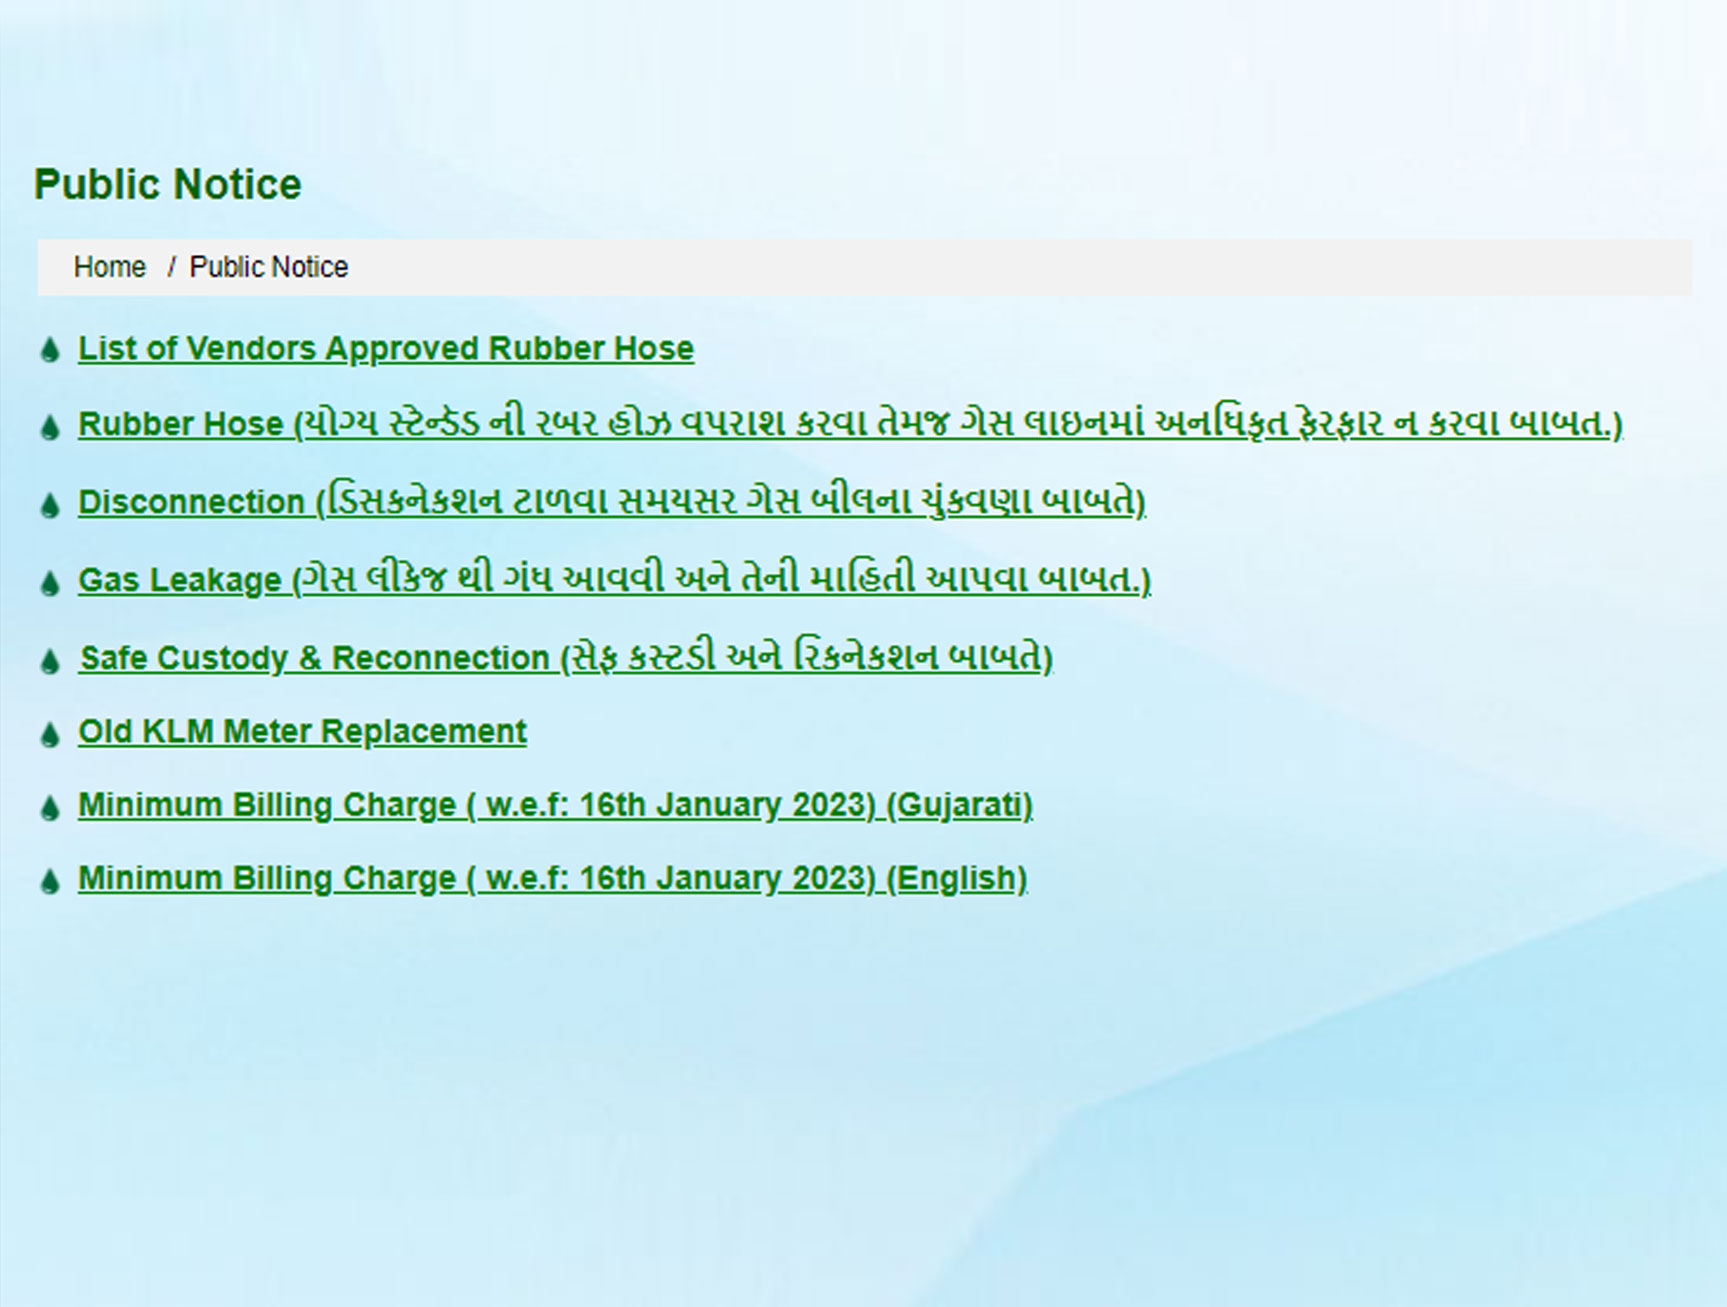 Public Notice
Home / Public Notice
List of Vendors Approved Rubber Hose
Rubber Hose (યોગ્ય સ્ટેન્ડેડ ની રબર હોઝ વપરાશ કરવા તેમજ ગેસ લાઇનમાં અનધિકૃત ફેરફાર ન કરવા બાબત.)
Disconnection (ડિસકનેકશન ટાળવા સમયસર ગેસ બીલના ચુંકવણા બાબતે)
Gas Leakage (ગેસ લીકેજ થી ગંધ આવવી અને તેની માહિતી આપવા બાબત.)
Safe Custody & Reconnection (સેફ કસ્ટડી અને રિકનેકશન બાબતે)
Old KLM Meter Replacement
Minimum Billing Charge ( w.e.f: 16th January 2023) (Gujarati)
Minimum Billing Charge ( w.e.f: 16th January 2023) (English)